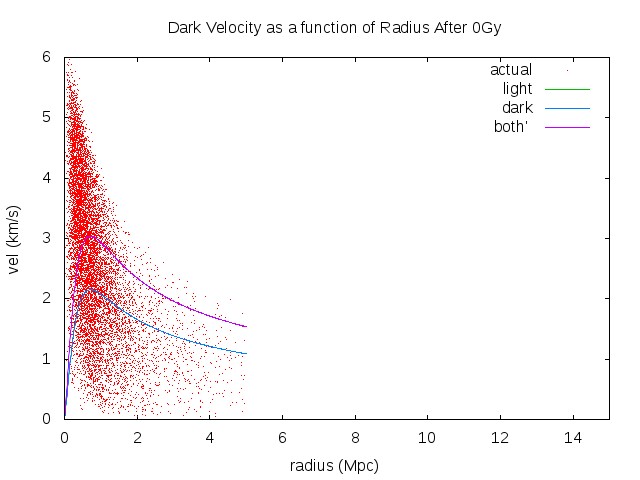 Dark Velocity as a function of Radius After 0Gy
6
5
4
3
2
1
0
vel (km/s)
actual
light
dark
both'
0 2 4 6 8 10 12 14
radius (Mpc)